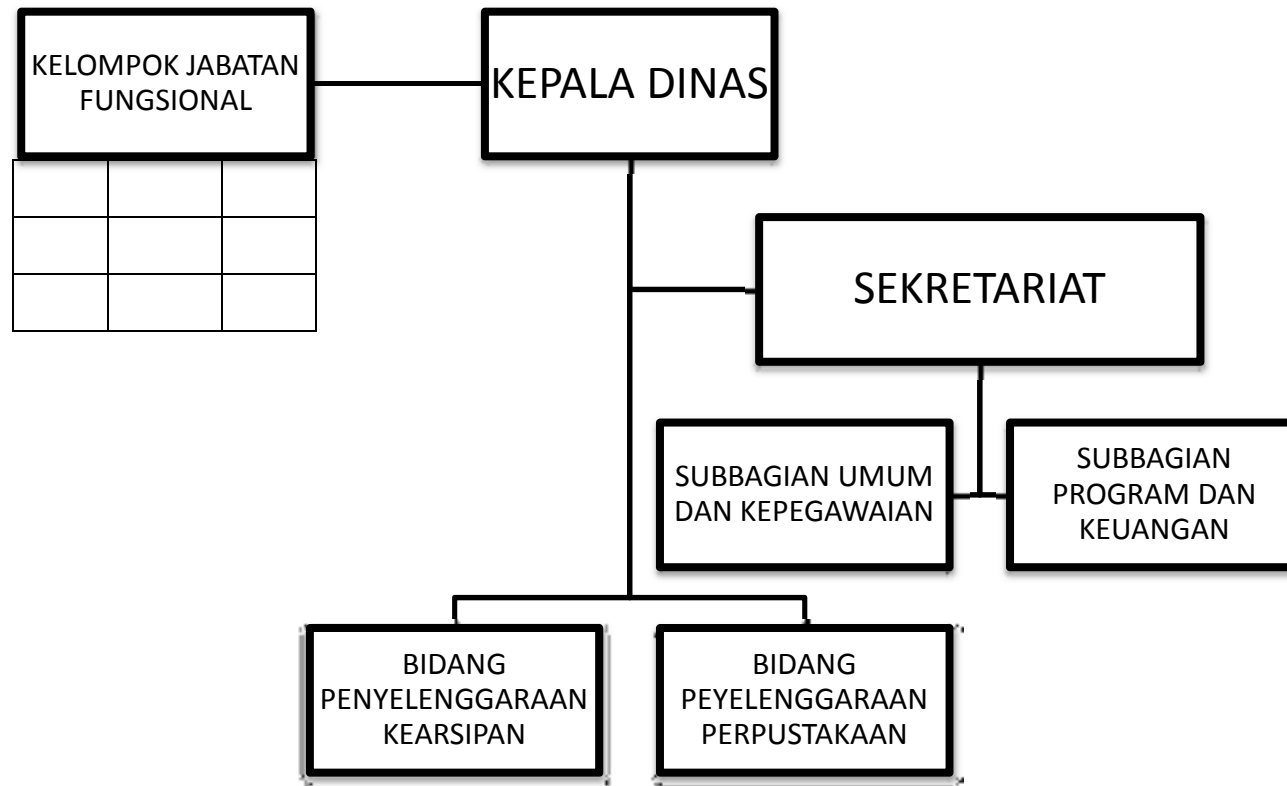 KELOMPOK JABATAN
FUNGSIONAL
KEPALA DINAS
SEKRETARIAT
SUBBAGIAN UMUM
DAN KEPEGAWAIAN
SUBBAGIAN
PROGRAM DAN
KEUANGAN
BIDANG
PENYELENGGARAAN
KEARSIPAN
BIDANG
PEYELENGGARAAN
PERPUSTAKAAN